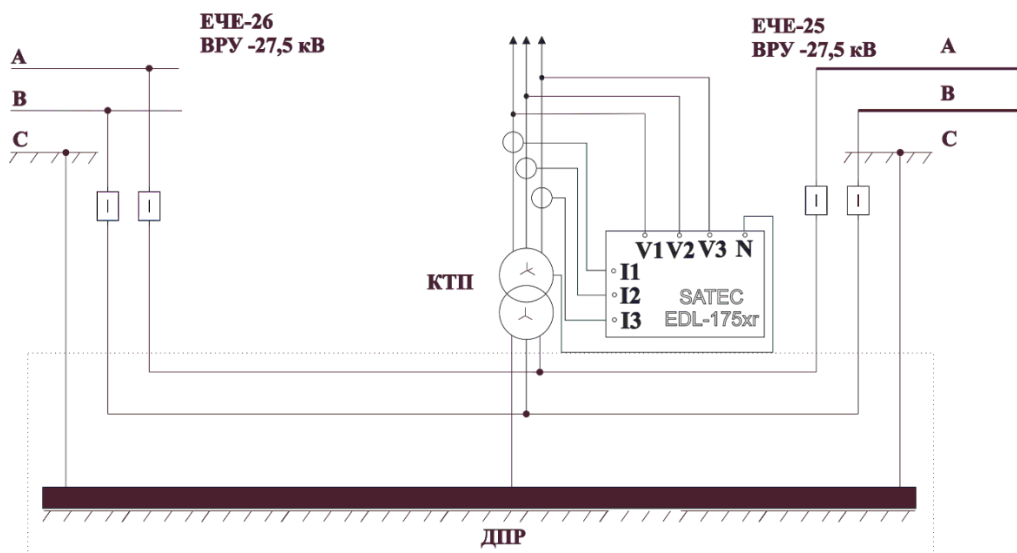 ЕЧЕ-26
ВРУ -27,5 кВ
ЕЧЕ-25
ВРУ -27,5 кВ
А
В
С
А
В
С
V1 V2 V3 N
I1
I2
I3
SATEC
EDL-175xr
КТП
ДПР